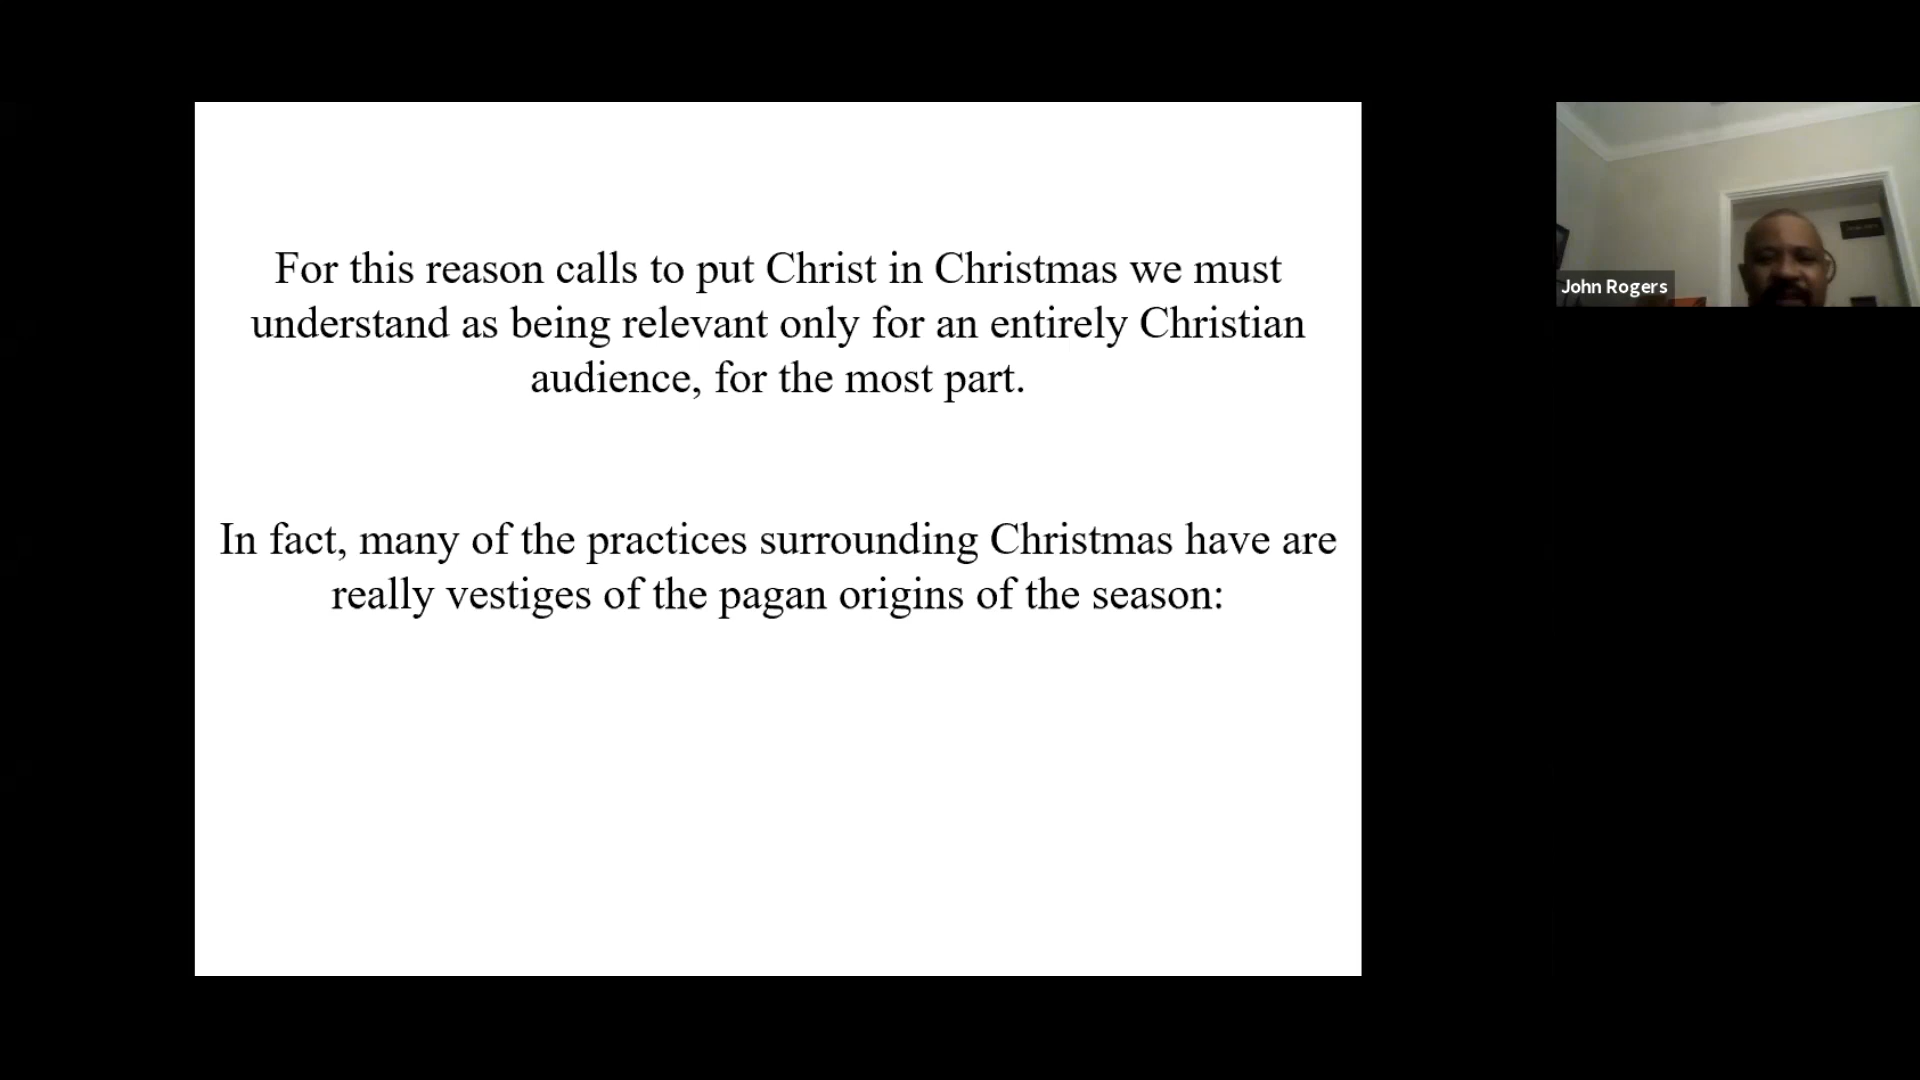 For this reason calls to put Christ in Christmas we must
understand as being relevant only for an entirely Christian
audience, for the most part.
In fact, many of the practices surrounding Christmas have are
really vestiges of the pagan origins of the season:
John Rogers